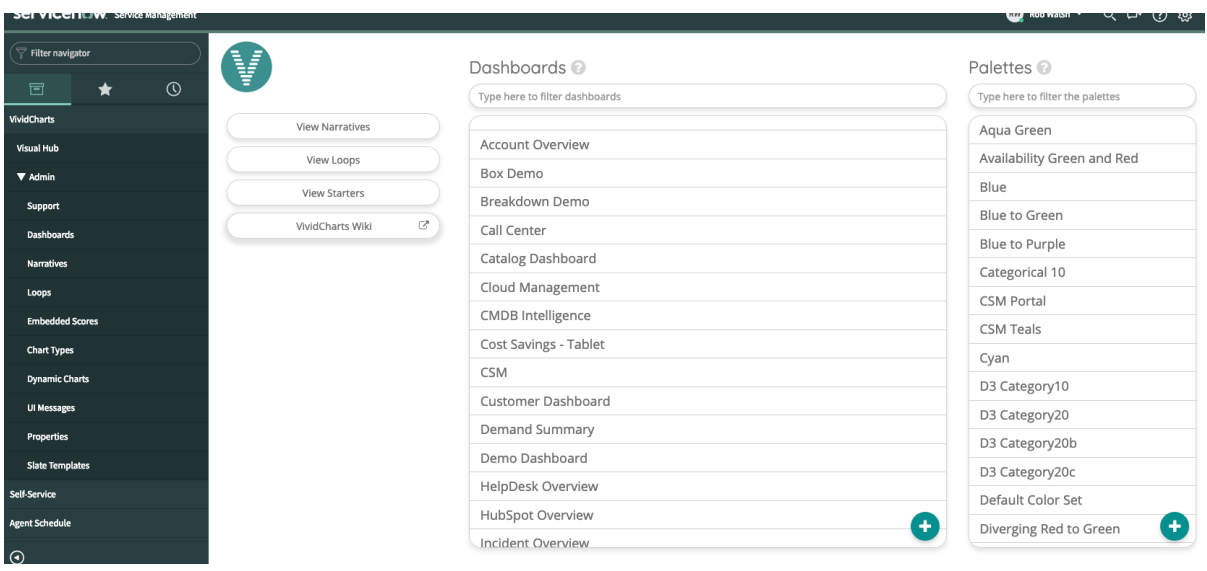 servicenow. Service Management
RW Rob Walsh
Filter navigator
VividCharts
Visual Hub
Admin
Support
Dashboards
Narratives
Loops
Embedded Scores
Chart Types
Dynamic Charts
UI Messages
Properties
Slate Templates
Self-Service
Agent Schedule
View Narratives
View Loops
View Starters
VividCharts Wiki
Dashboards ?
Type here to filter dashboards
Account Overview
Box Demo
Breakdown Demo
Call Center
Catalog Dashboard
Cloud Management
CMDB Intelligence
Cost Savings - Tablet
CSM
Customer Dashboard
Demand Summary
Demo Dashboard
HelpDesk Overview
HubSpot Overview
Incident Overview
Palettes ?
Type here to filter the palettes
Aqua Green
Availability Green and Red
Blue
Blue to Green
Blue to Purple
Categorical 10
CSM Portal
CSM Teals
Cyan
D3 Category10
D3 Category20
D3 Category20b
D3 Category20c
Default Color Set
Diverging Red to Green